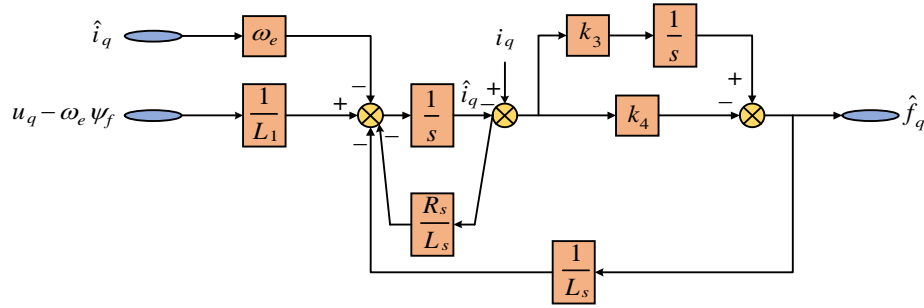 î_q
ω_e
−
u_q − ω_e ψ_f
1/L_1
+
−
−
1/s
î_q
−
i_q
+
k_3
1/s
+
k_4
−
f̂_q
R_s/L_s
1/L_s